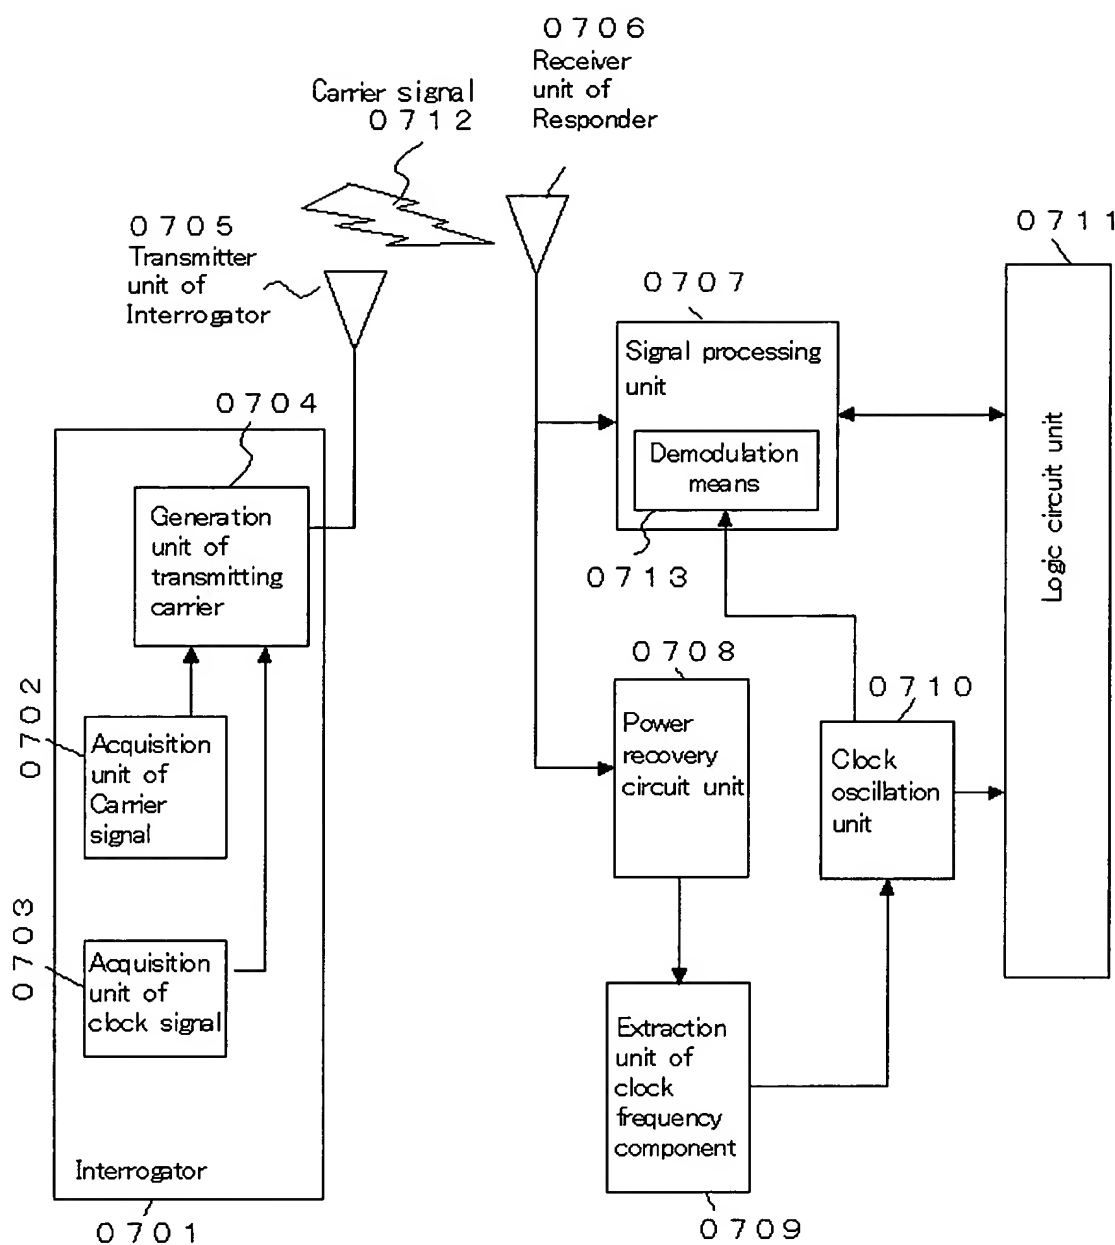 0706
Receiver
unit of
Responder
Carrier signal
0712
0705
Transmitter
unit of
Interrogator
0711
0707
Signal processing
unit
Demodulation
means
0713
Logic circuit unit
0704
Generation
unit of
transmitting
carrier
0702
Acquisition
unit of
Carrier
signal
0703
Acquisition
unit of
clock signal
Interrogator
0701
0708
Power
recovery
circuit unit
0710
Clock
oscillation
unit
Extraction
unit of
clock
frequency
component
0709